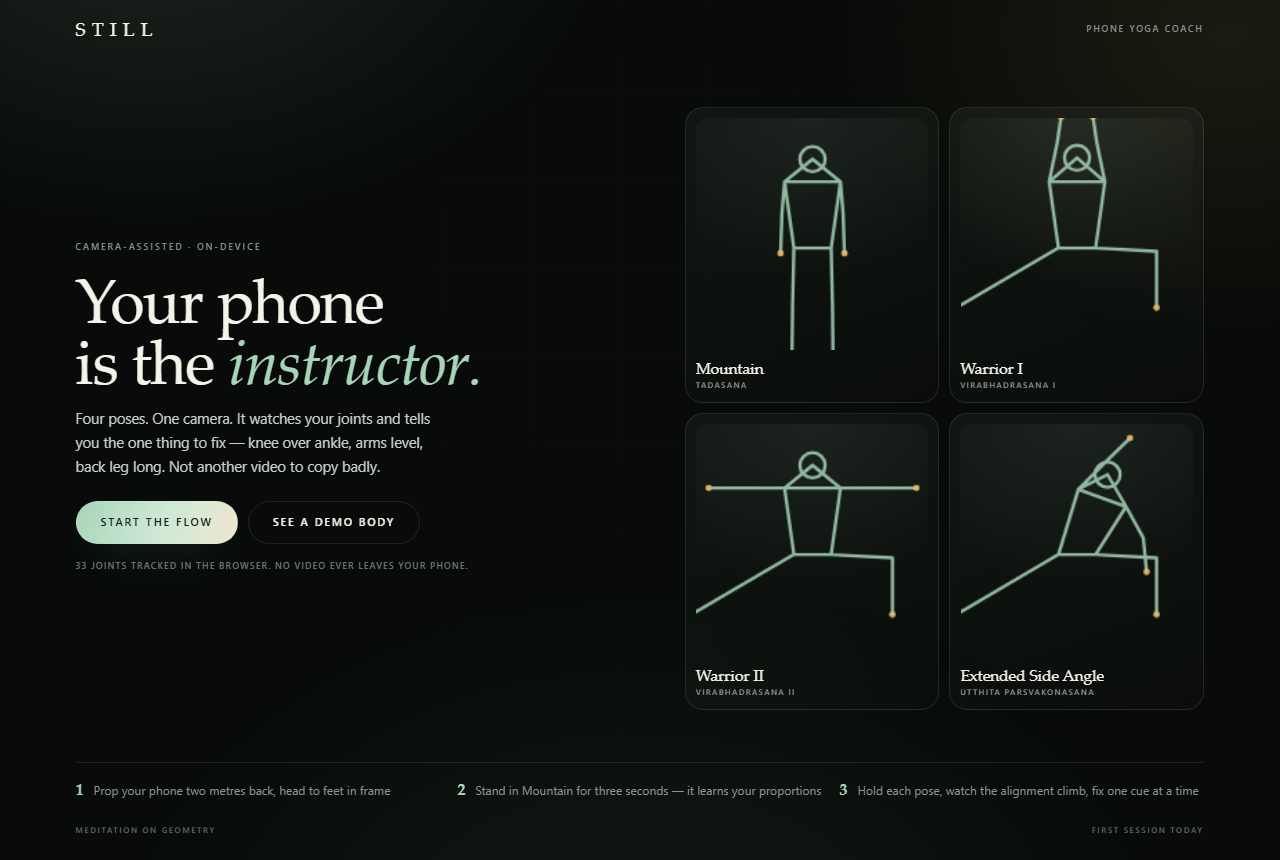 STILL
PHONE YOGA COACH
CAMERA-ASSISTED · ON-DEVICE
Your phone
is the instructor.
Four poses. One camera. It watches your joints and tells
you the one thing to fix — knee over ankle, arms level,
back leg long. Not another video to copy badly.
START THE FLOW
SEE A DEMO BODY
33 JOINTS TRACKED IN THE BROWSER. NO VIDEO EVER LEAVES YOUR PHONE.
Mountain
TADASANA
Warrior I
VIRABHADRASANA I
Warrior II
VIRABHADRASANA II
Extended Side Angle
UTTHITA PARSVAKONASANA
1 Prop your phone two metres back, head to feet in frame
2 Stand in Mountain for three seconds — it learns your proportions
3 Hold each pose, watch the alignment climb, fix one cue at a time
MEDITATION ON GEOMETRY
FIRST SESSION TODAY